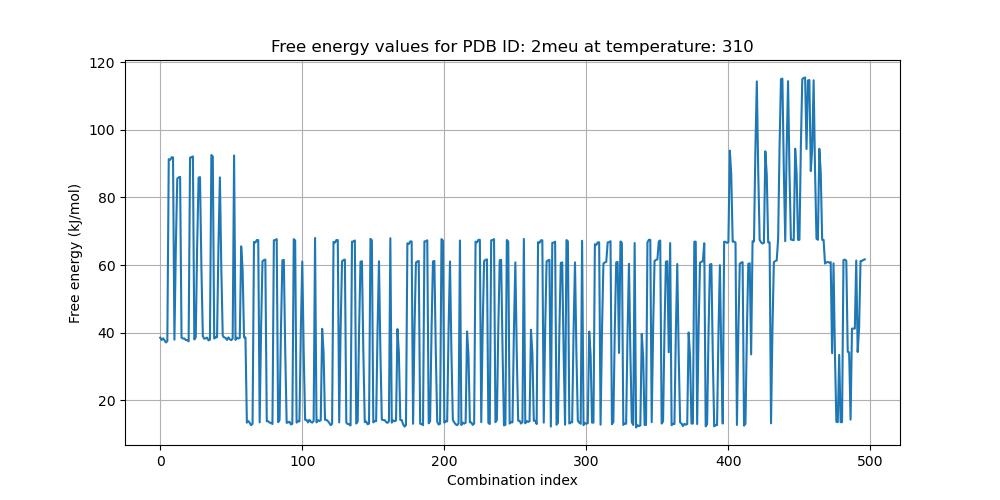 Free energy values for PDB ID: 2meu at temperature: 310
120
100
80
60
40
20
Free energy (kJ/mol)
0 100 200 300 400 500
Combination index